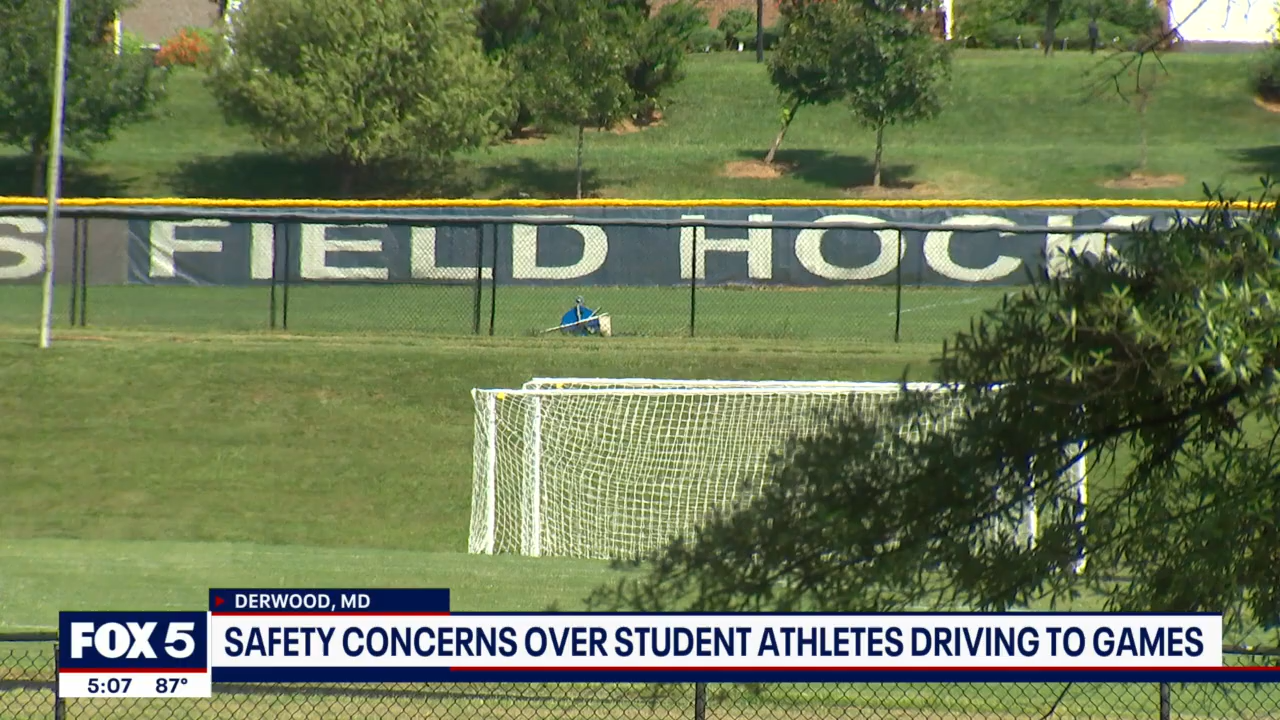 S FIELD HOCK
DERWOOD, MD
FOX 5
SAFETY CONCERNS OVER STUDENT ATHLETES DRIVING TO GAMES
5:07 87°